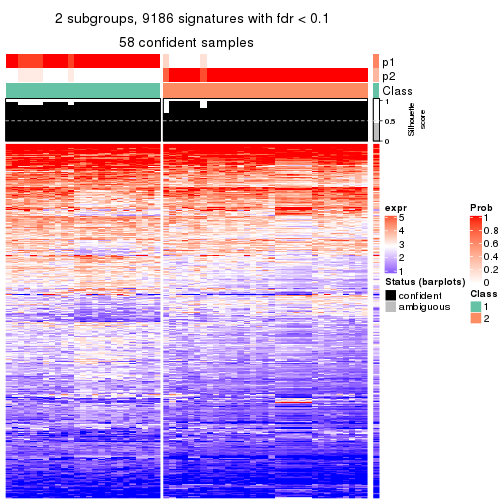 2 subgroups, 9186 signatures with fdr < 0.1
58 confident samples
p1
p2
Class
1
0.5
0
Silhouette
score
expr
5
4
3
2
1
Status (barplots)
confident
ambiguous
Prob
1
0.8
0.6
0.4
0.2
0
Class
1
2